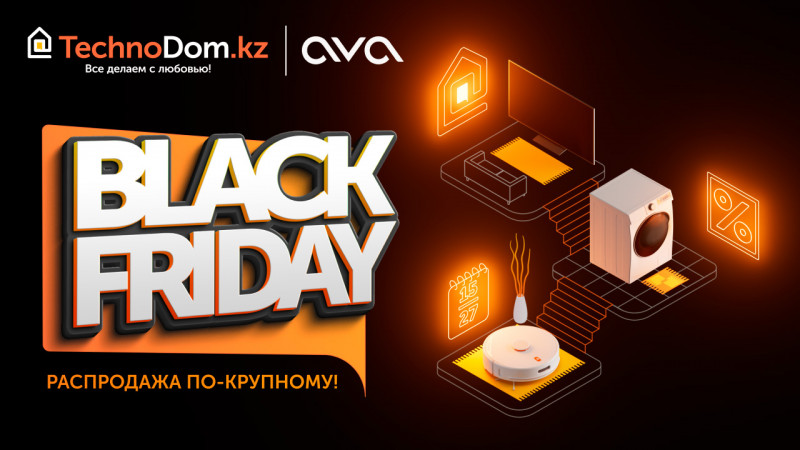 TechnoDom.kz
Все делаем с любовью!
ava
BLACK
FRIDAY
РАСПРОДАЖА ПО-КРУПНОМУ!
%
15
27